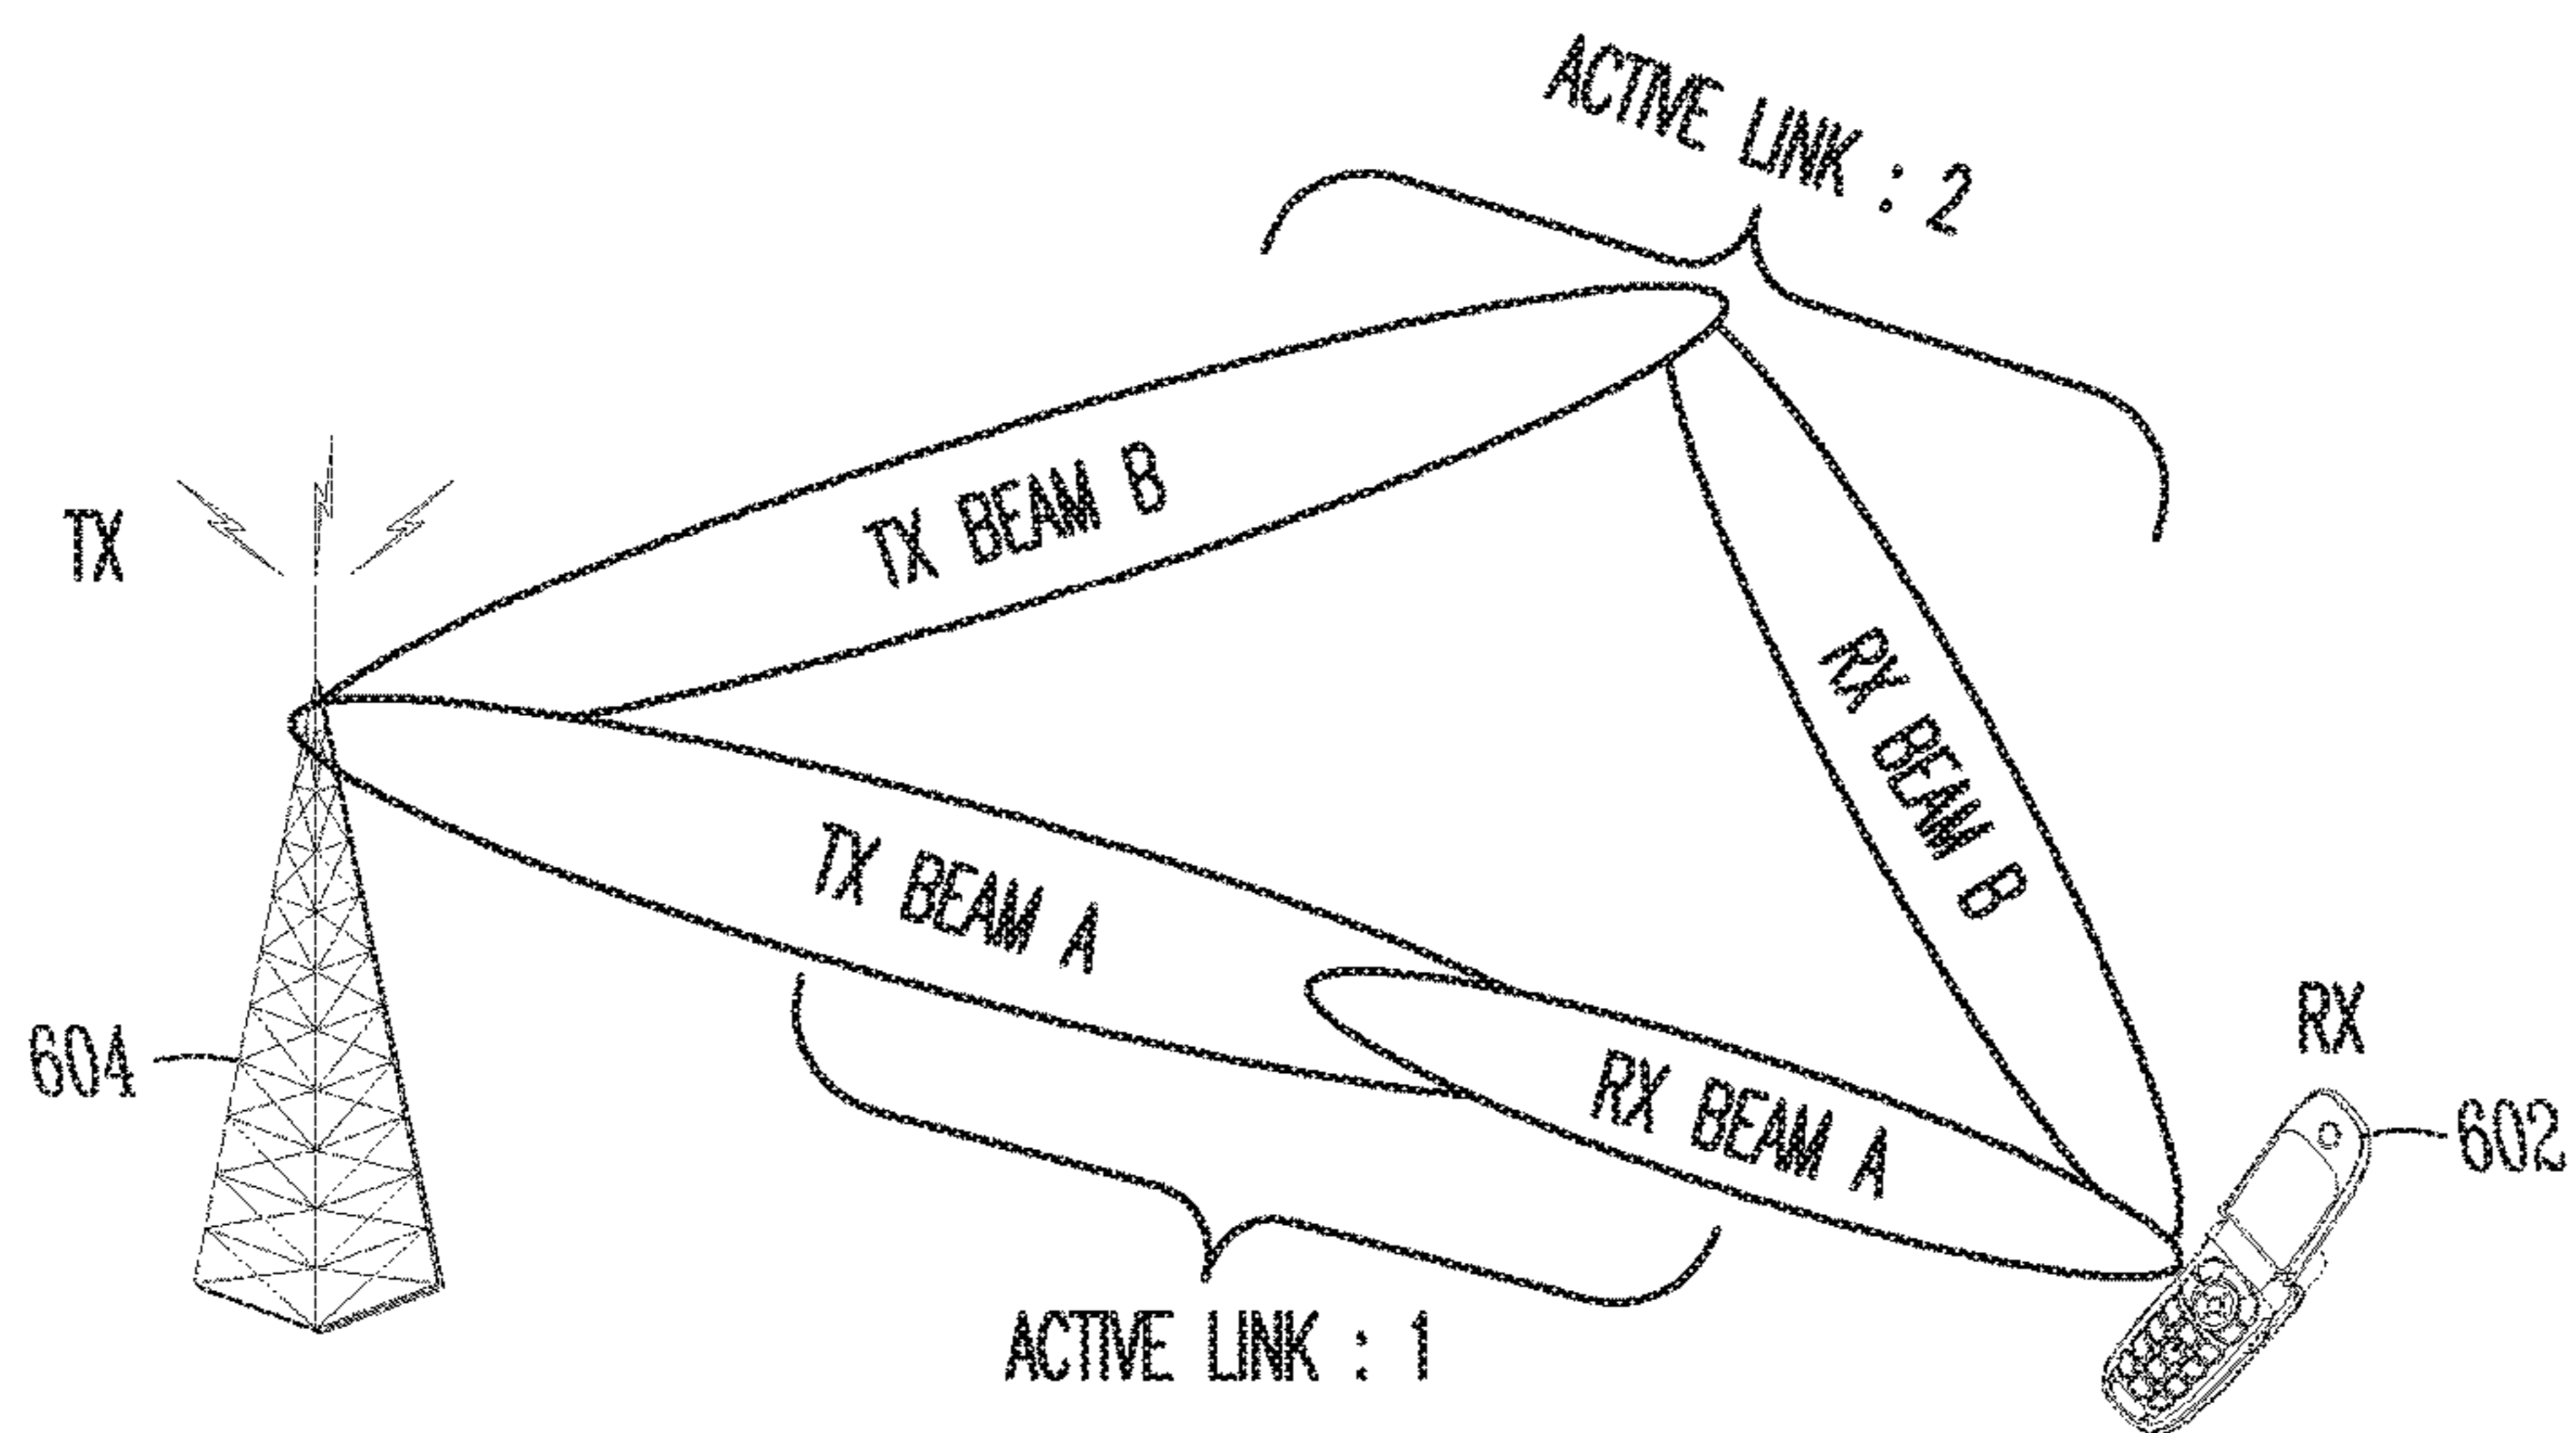 ACTIVE LINK : 2
TX BEAM B
TX
RX BEAM B
TX BEAM A
RX
604
RX BEAM A
602
ACTIVE LINK : 1